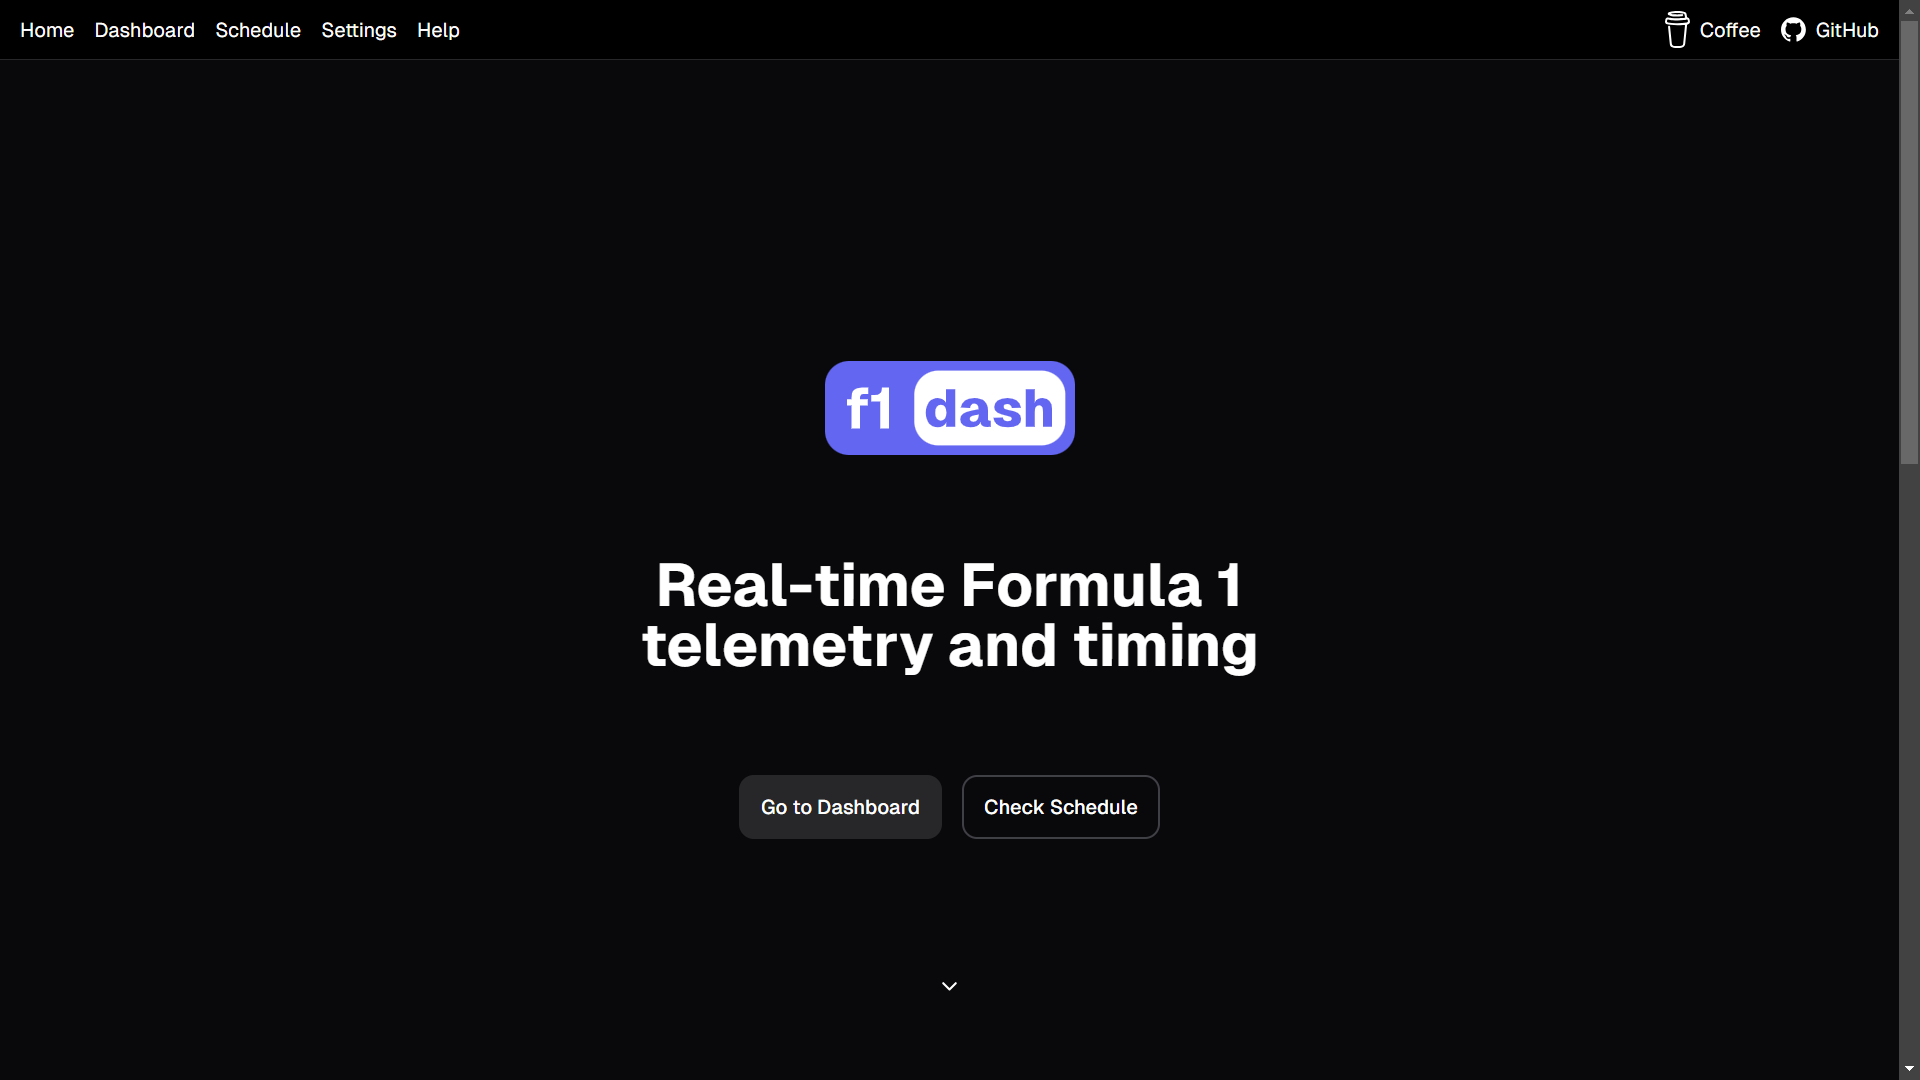 Home Dashboard Schedule Settings Help Coffee GitHub
f1 dash
Real-time Formula 1
telemetry and timing
Go to Dashboard Check Schedule